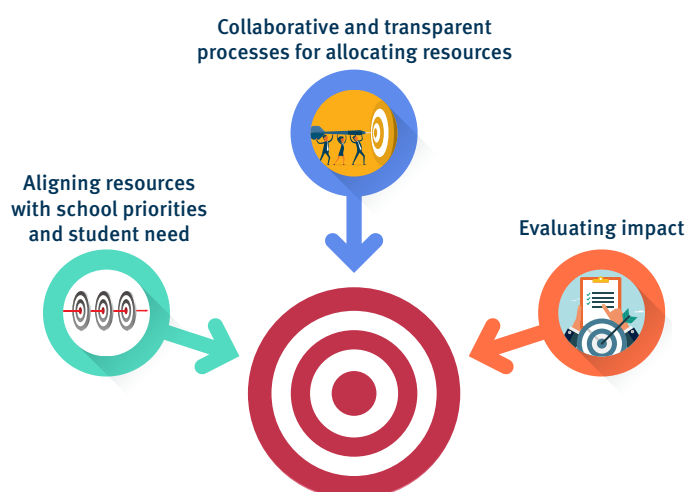 Collaborative and transparent
processes for allocating resources
Aligning resources
with school priorities
and student need
Evaluating impact